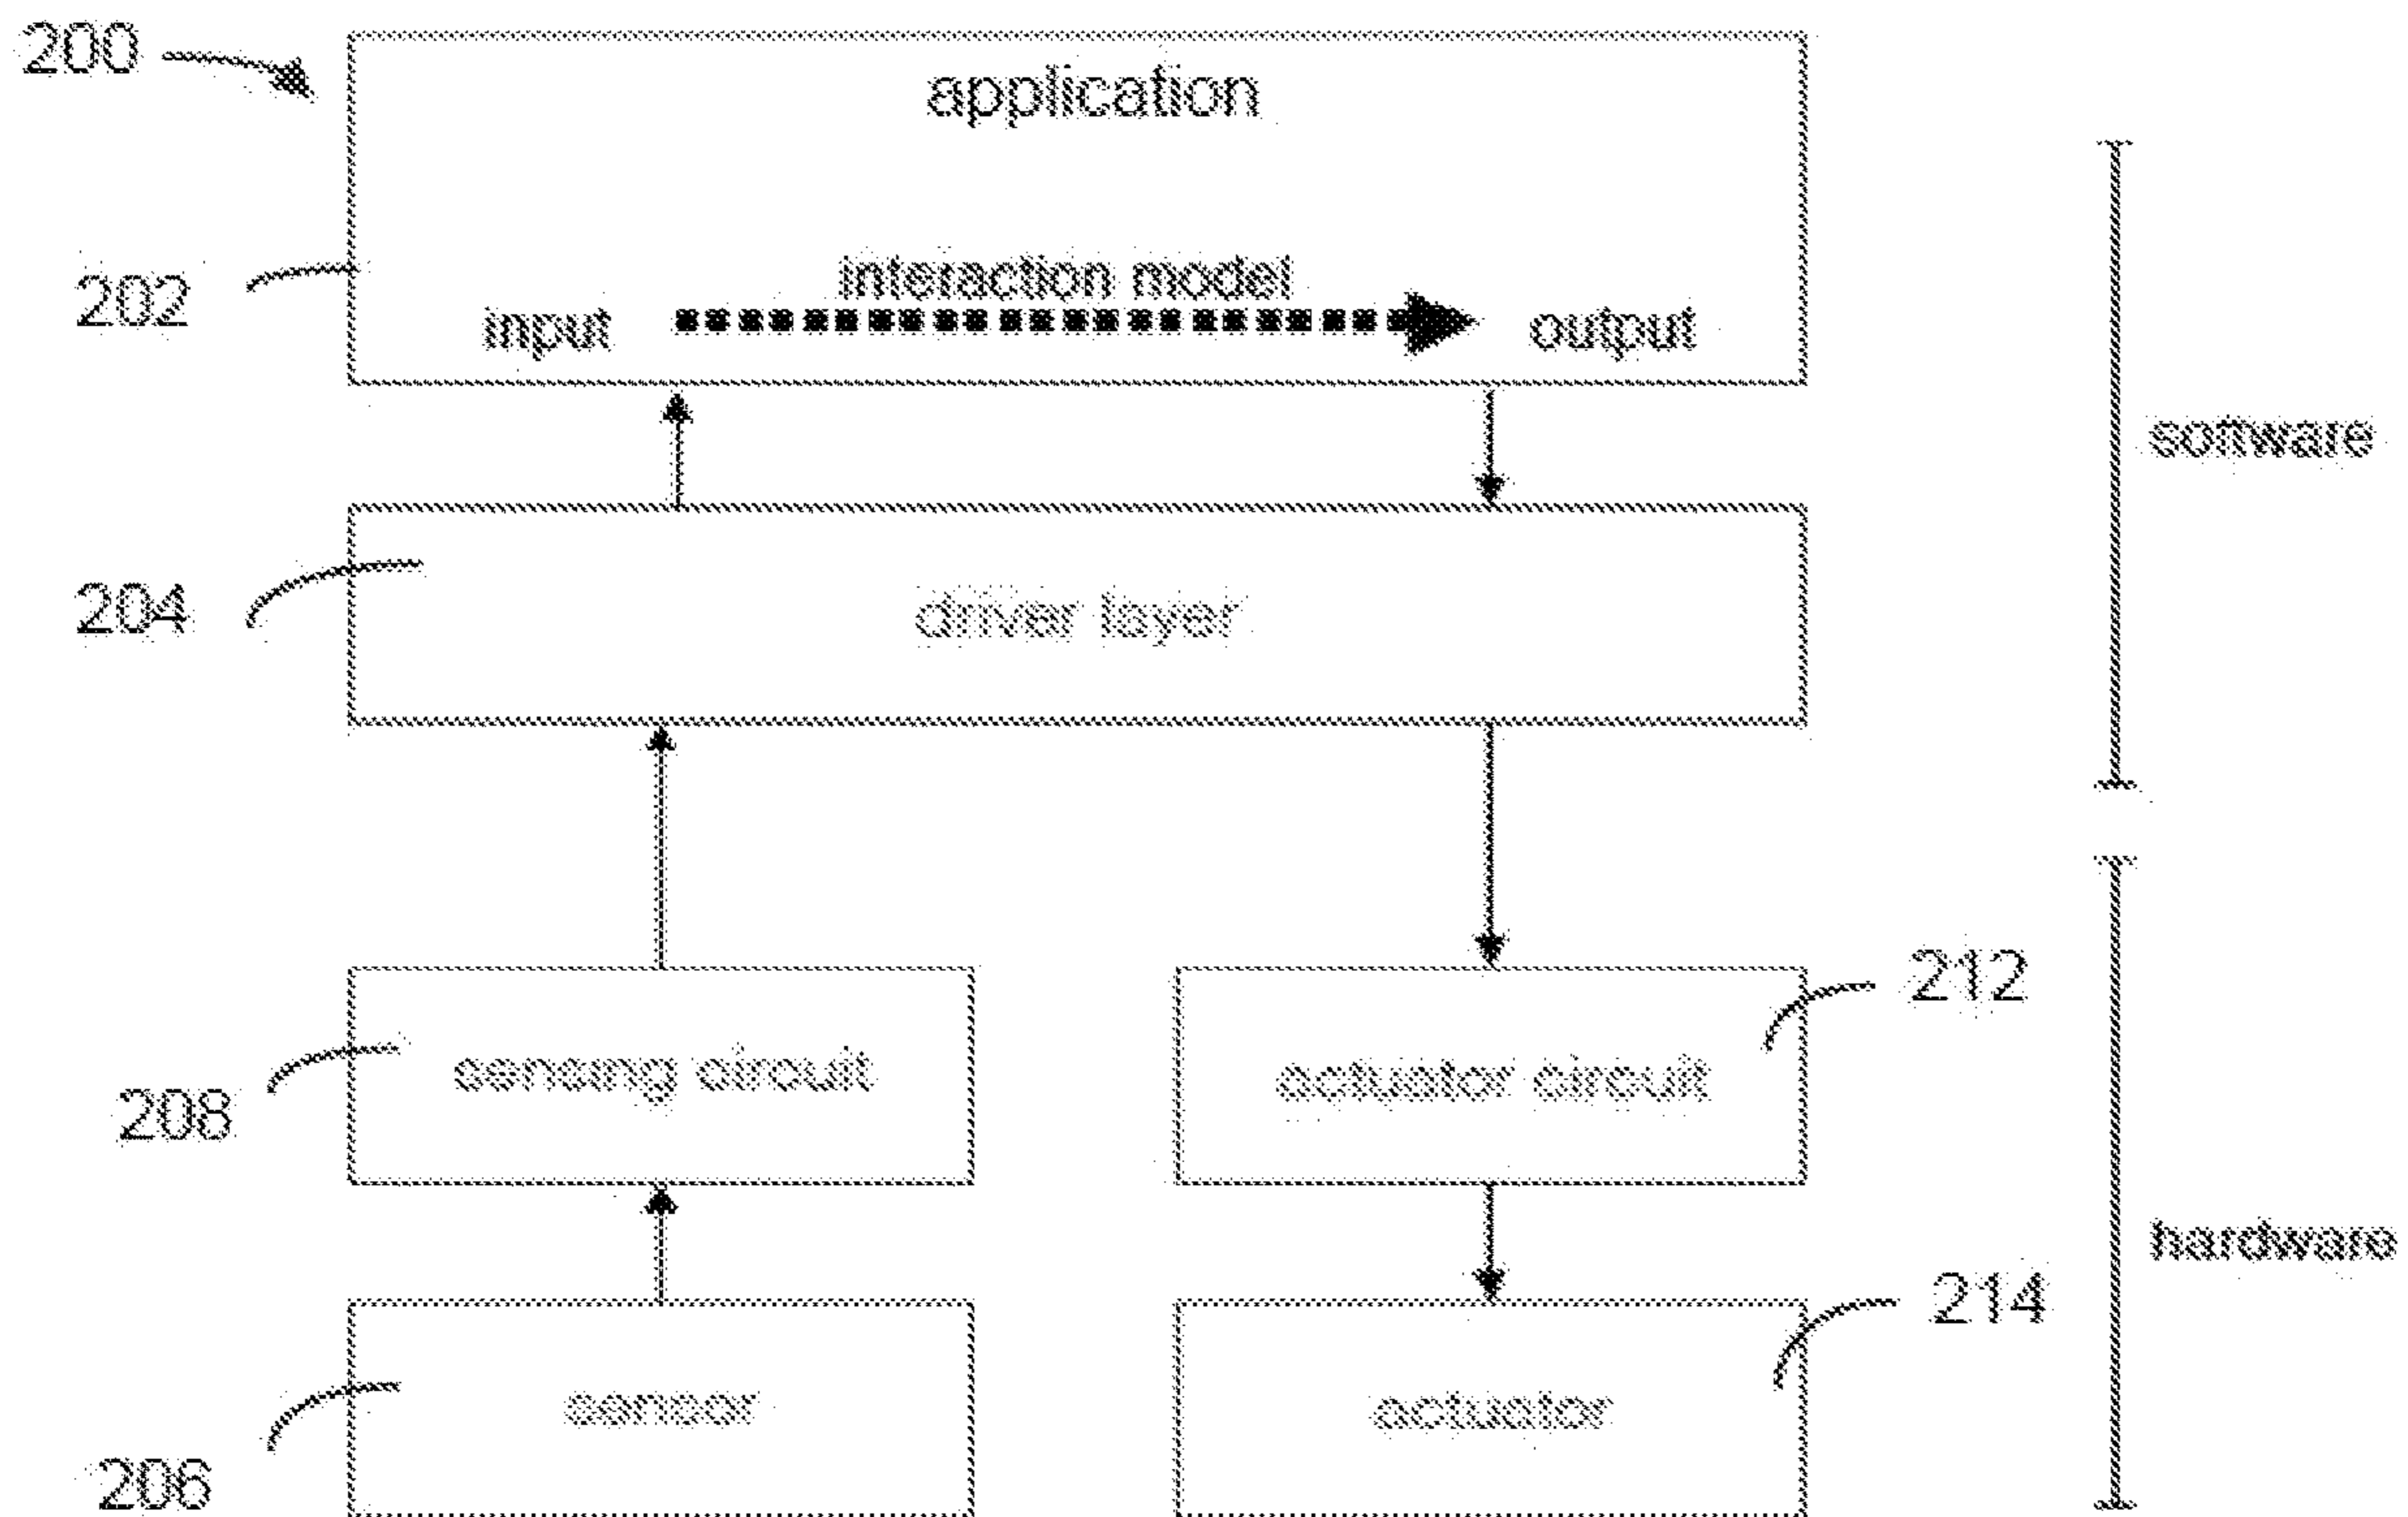 200
application
202
interaction model
input
output
software
204
driver layer
212
208
sensing circuit
actuator circuit
hardware
214
206
sensor
actuator